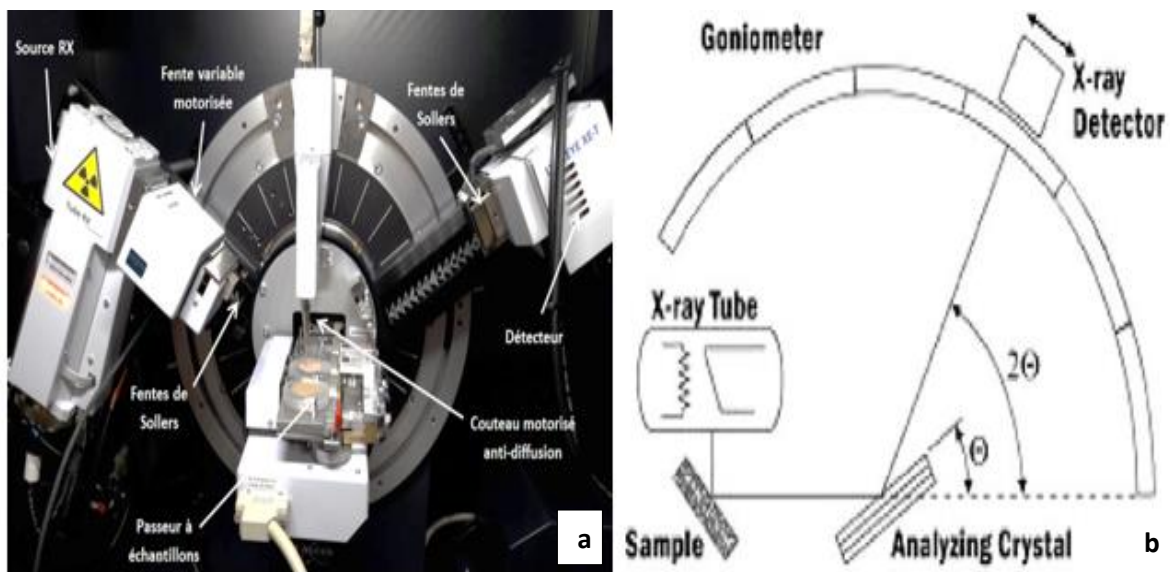 Source RX
Fente variable
motorisée
Fentes de
Sollers
Détecteur
Fentes de
Sollers
Couteau motorisé
anti-diffusion
Passeur à
échantillons
a
Goniometer
X-ray
Detector
X-ray Tube
2Θ
Θ
Sample
Analyzing Crystal
b